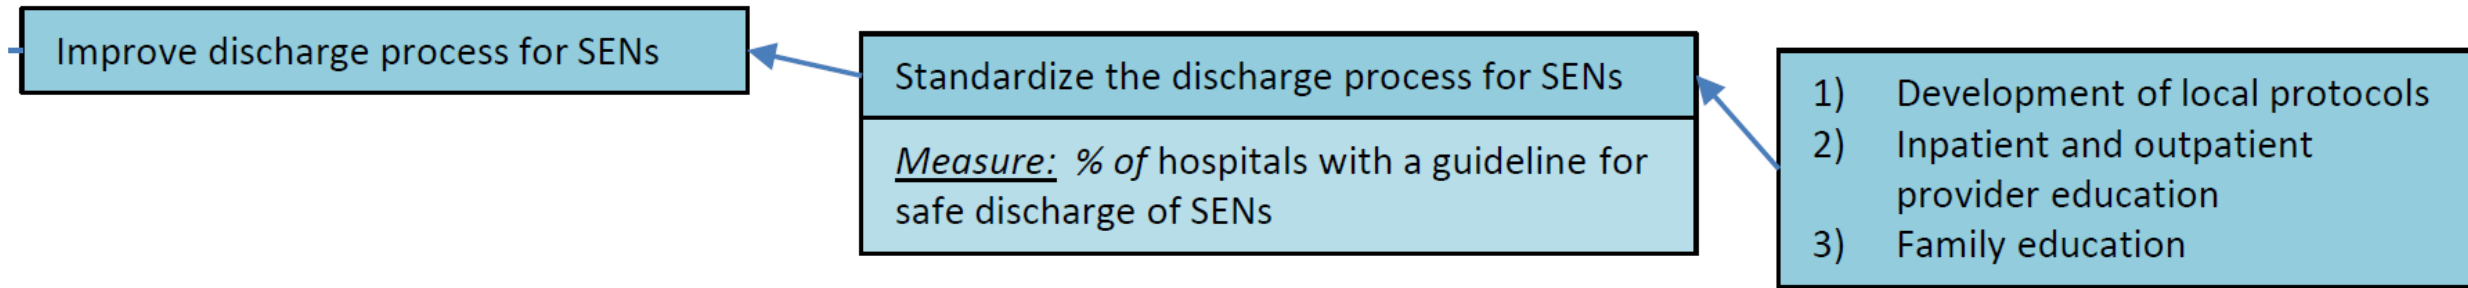 Improve discharge process for SENs
Standardize the discharge process for SENs
Measure: % of hospitals with a guideline for
safe discharge of SENs
1) Development of local protocols
2) Inpatient and outpatient
provider education
3) Family education